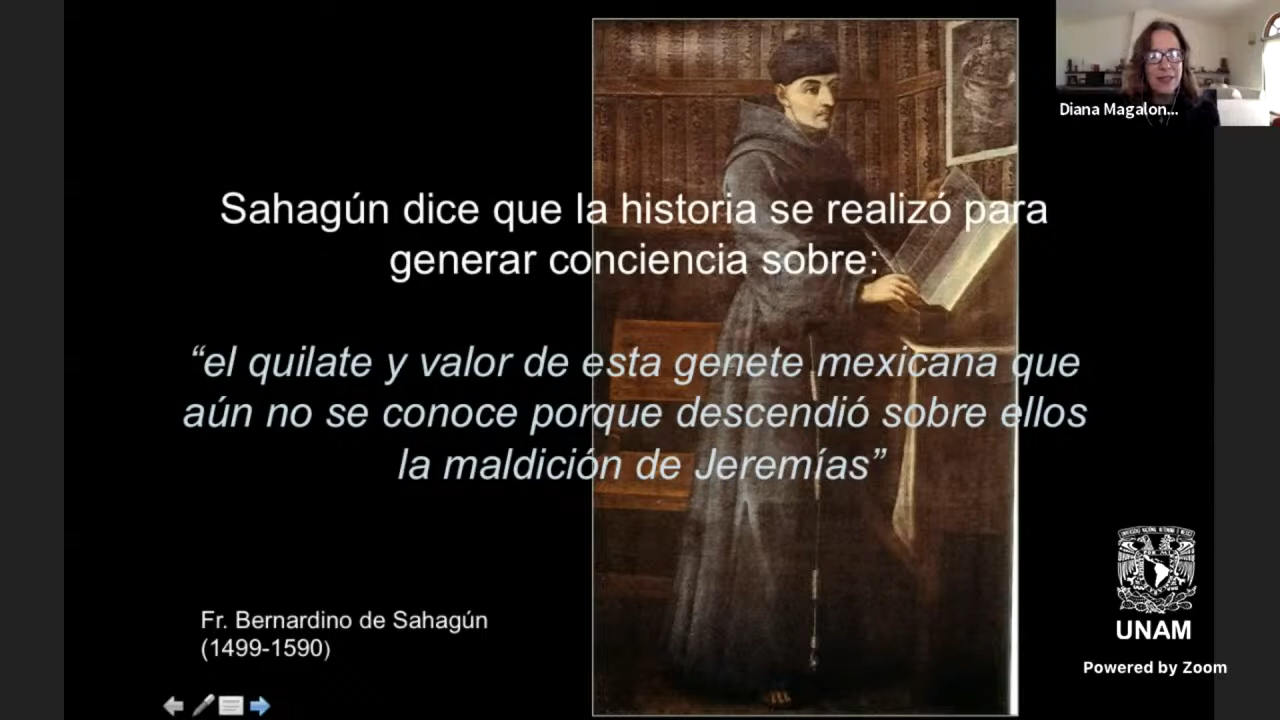 Diana Magalon...
Sahagún dice que la historia se realizó para
generar conciencia sobre:
“el quilate y valor de esta genete mexicana que
aún no se conoce porque descendió sobre ellos
la maldición de Jeremías”
Fr. Bernardino de Sahagún
(1499-1590)
UNAM
Powered by Zoom